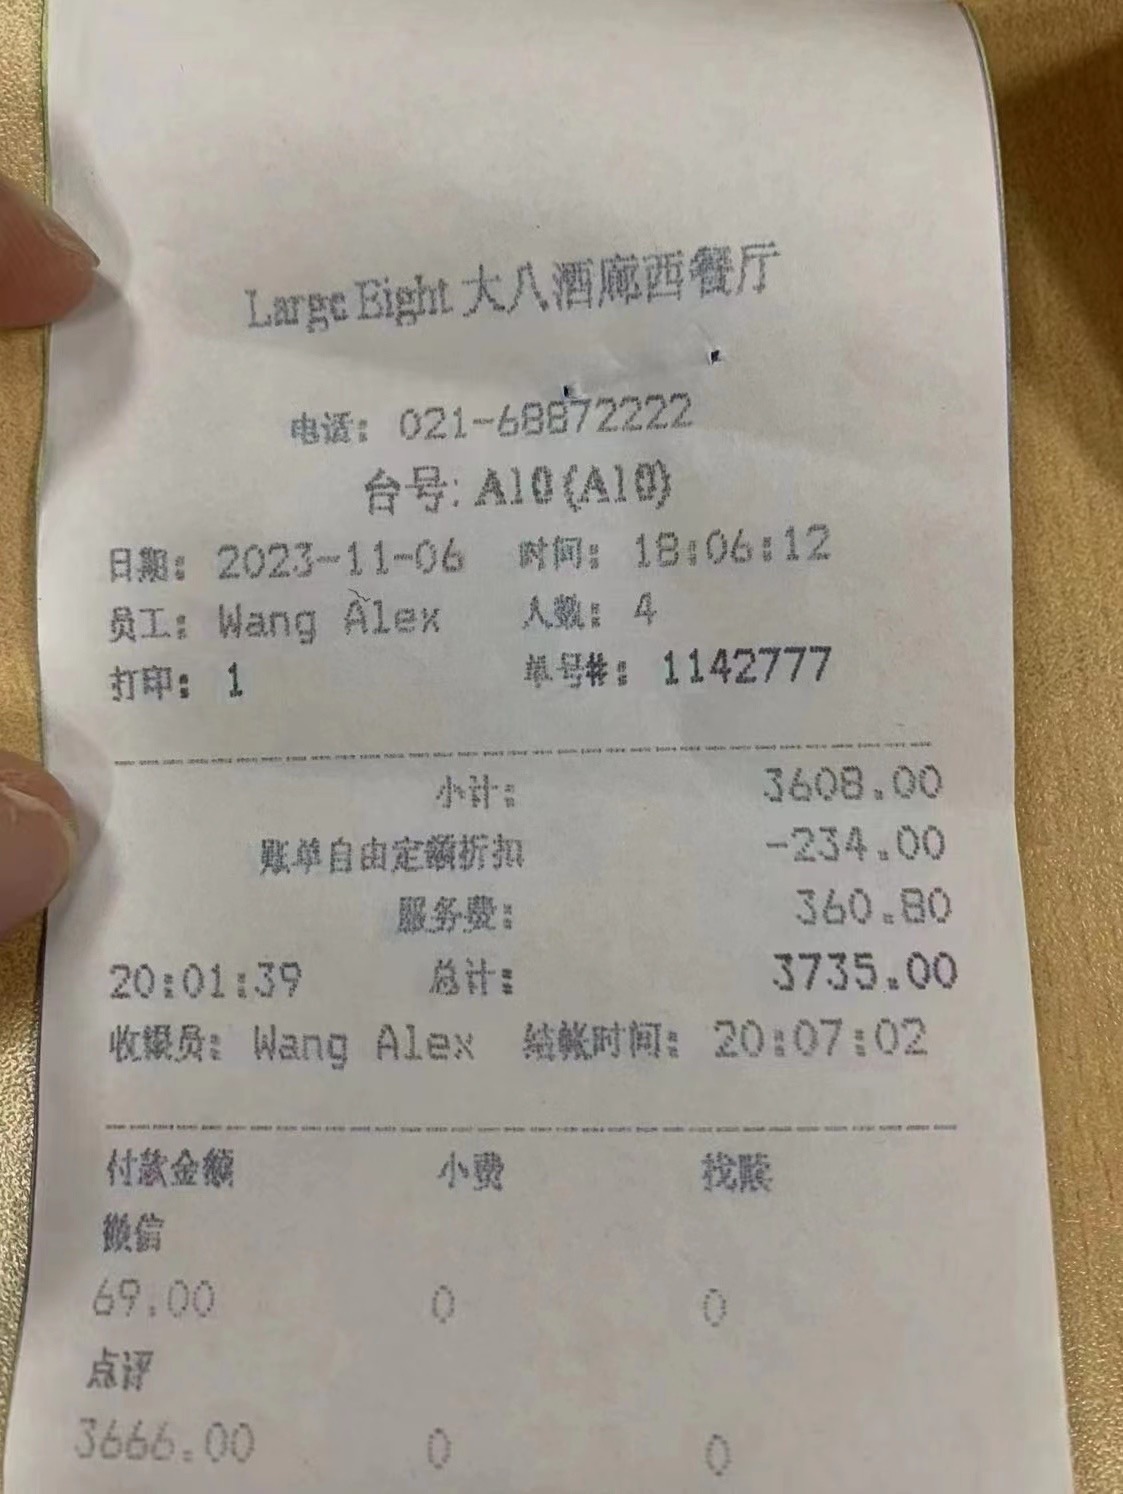 Large Eight 大八酒廊西餐厅
电话: 021-68872222
台号: A10(A10)
日期: 2023-11-06 时间: 18:06:12
员工: Wang Alex 人数: 4
打印: 1 单号#: 1142777
小计: 3608.00
账单自由定额折扣 -234.00
服务费: 360.80
20:01:39 总计: 3735.00
收银员: Wang Alex 结帐时间: 20:07:02
付款金额 小费 找赎
微信
69.00 0 0
点评
3666.00 0 0